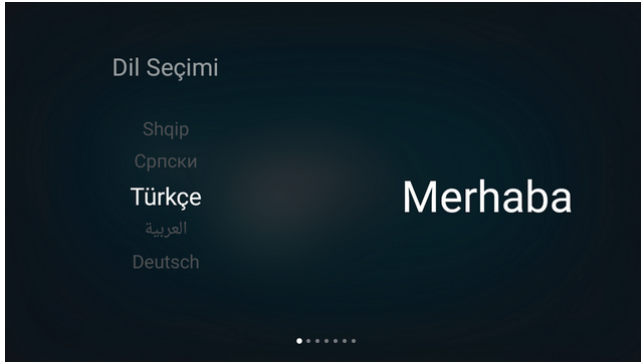 Dil Seçimi
Shqip
Српски
Türkçe
العربية
Deutsch
Merhaba